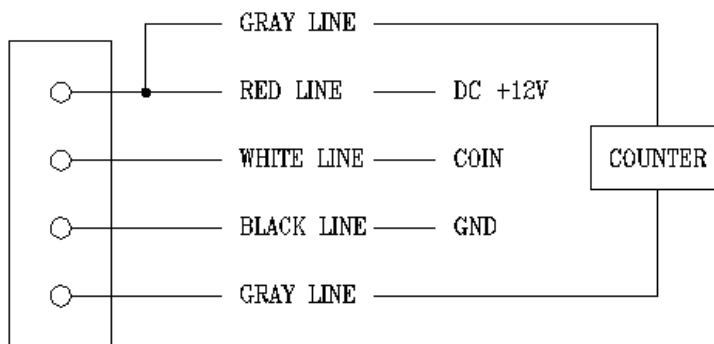 GRAY LINE
RED LINE DC +12V
WHITE LINE COIN
COUNTER
BLACK LINE GND
GRAY LINE